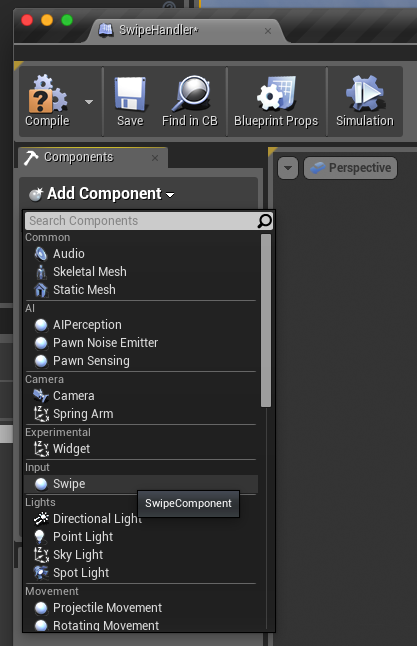 SwipeHandler*
Compile
Save
Find in CB
Blueprint Props
Simulation
Components
Add Component
Perspective
Search Components
Common
Audio
Skeletal Mesh
Static Mesh
AI
AIPerception
Pawn Noise Emitter
Pawn Sensing
Camera
Camera
Spring Arm
Experimental
Widget
Input
Swipe
SwipeComponent
Lights
Directional Light
Point Light
Sky Light
Spot Light
Movement
Projectile Movement
Rotating Movement